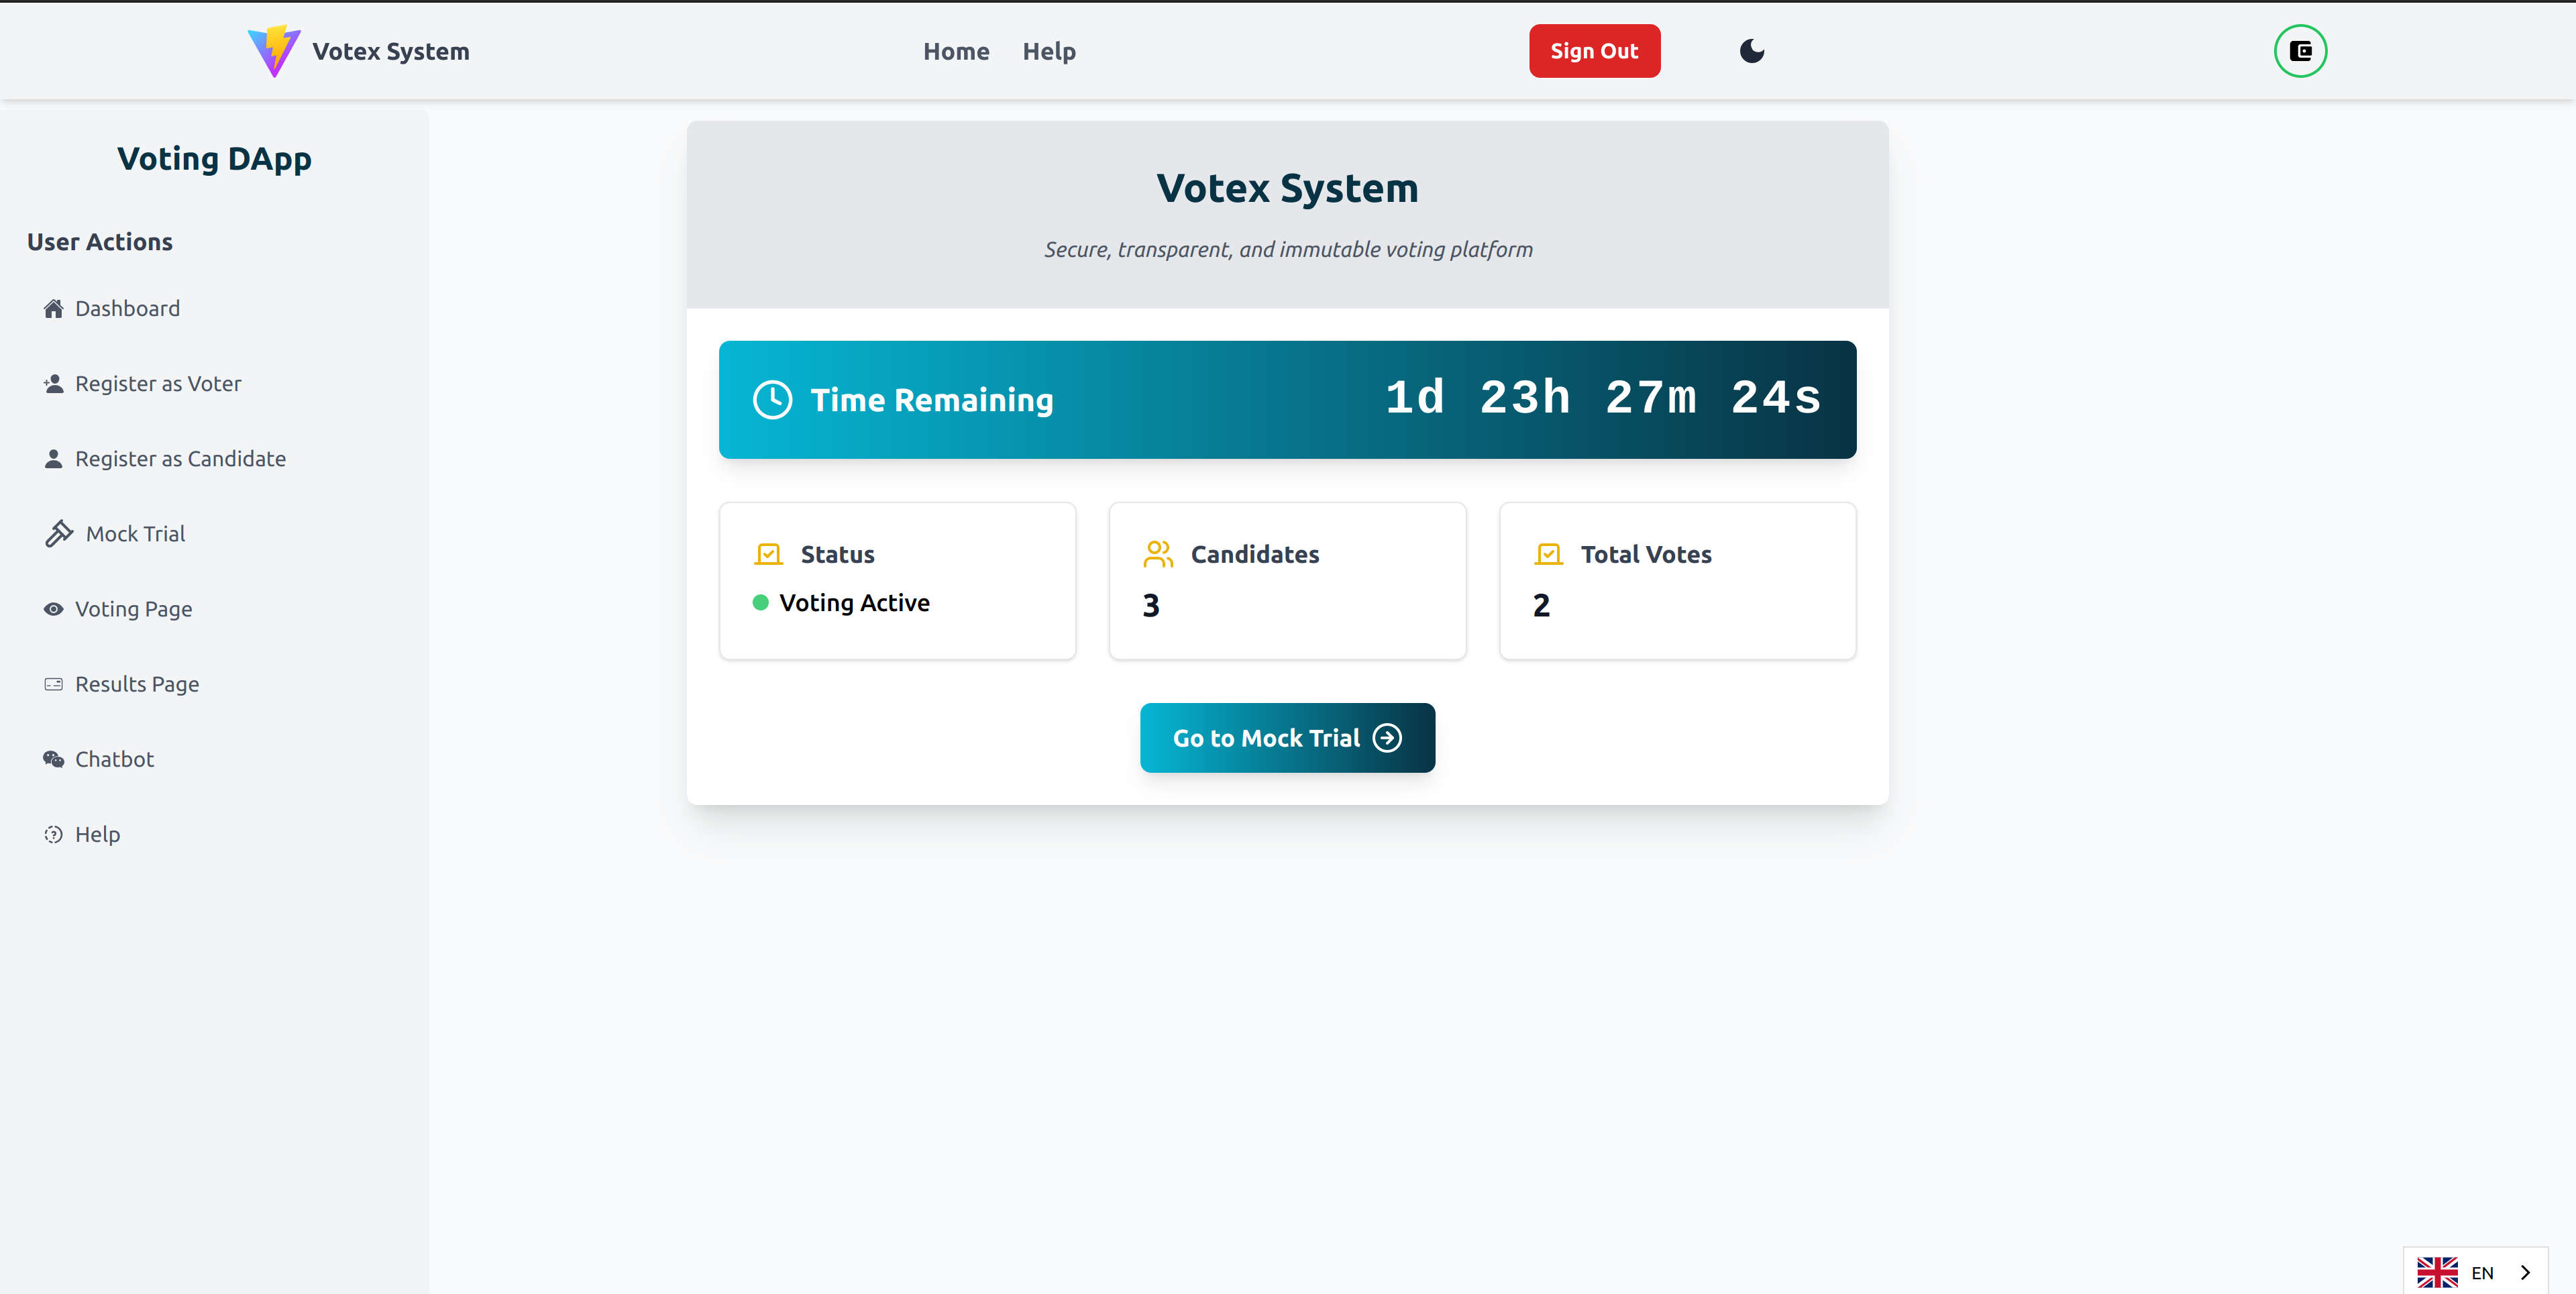 Votex System
Home
Help
Sign Out
Voting DApp
User Actions
Dashboard
Register as Voter
Register as Candidate
Mock Trial
Voting Page
Results Page
Chatbot
Help
Votex System
Secure, transparent, and immutable voting platform
Time Remaining
1d 23h 27m 24s
Status
Voting Active
Candidates
3
Total Votes
2
Go to Mock Trial
EN